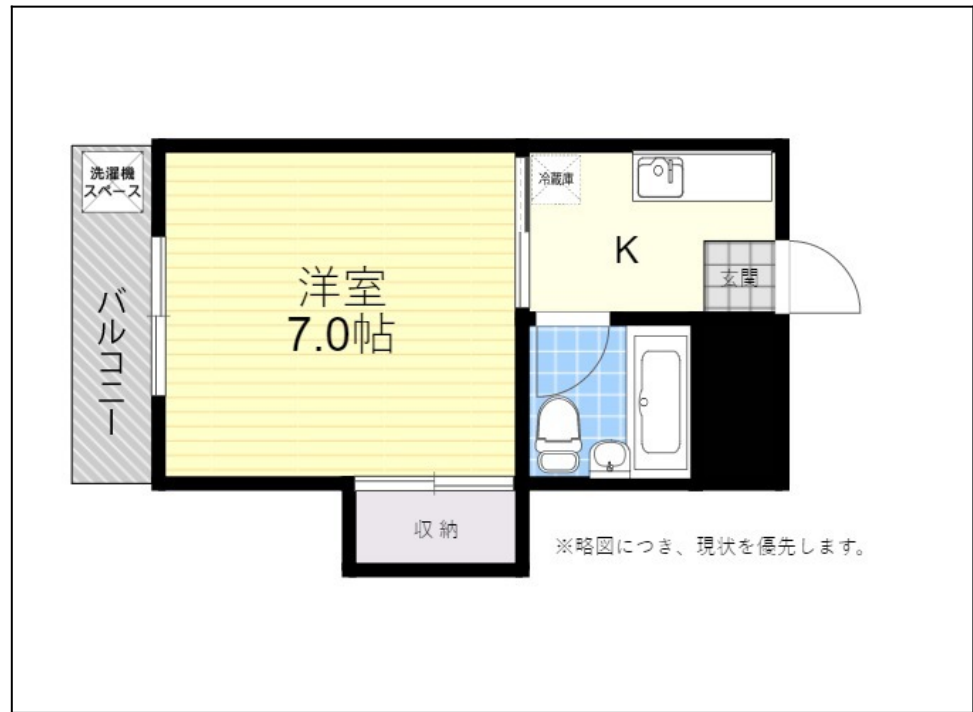 洗濯機
スペース
バルコニー
洋室
7.0帖
冷蔵庫
K
玄関
収納
※略図につき、現状を優先します。